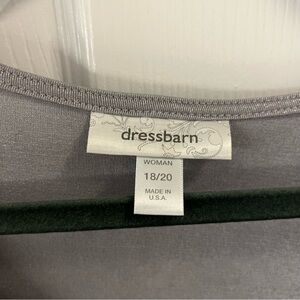 dressbarn
WOMAN
18/20
MADE IN
U.S.A.